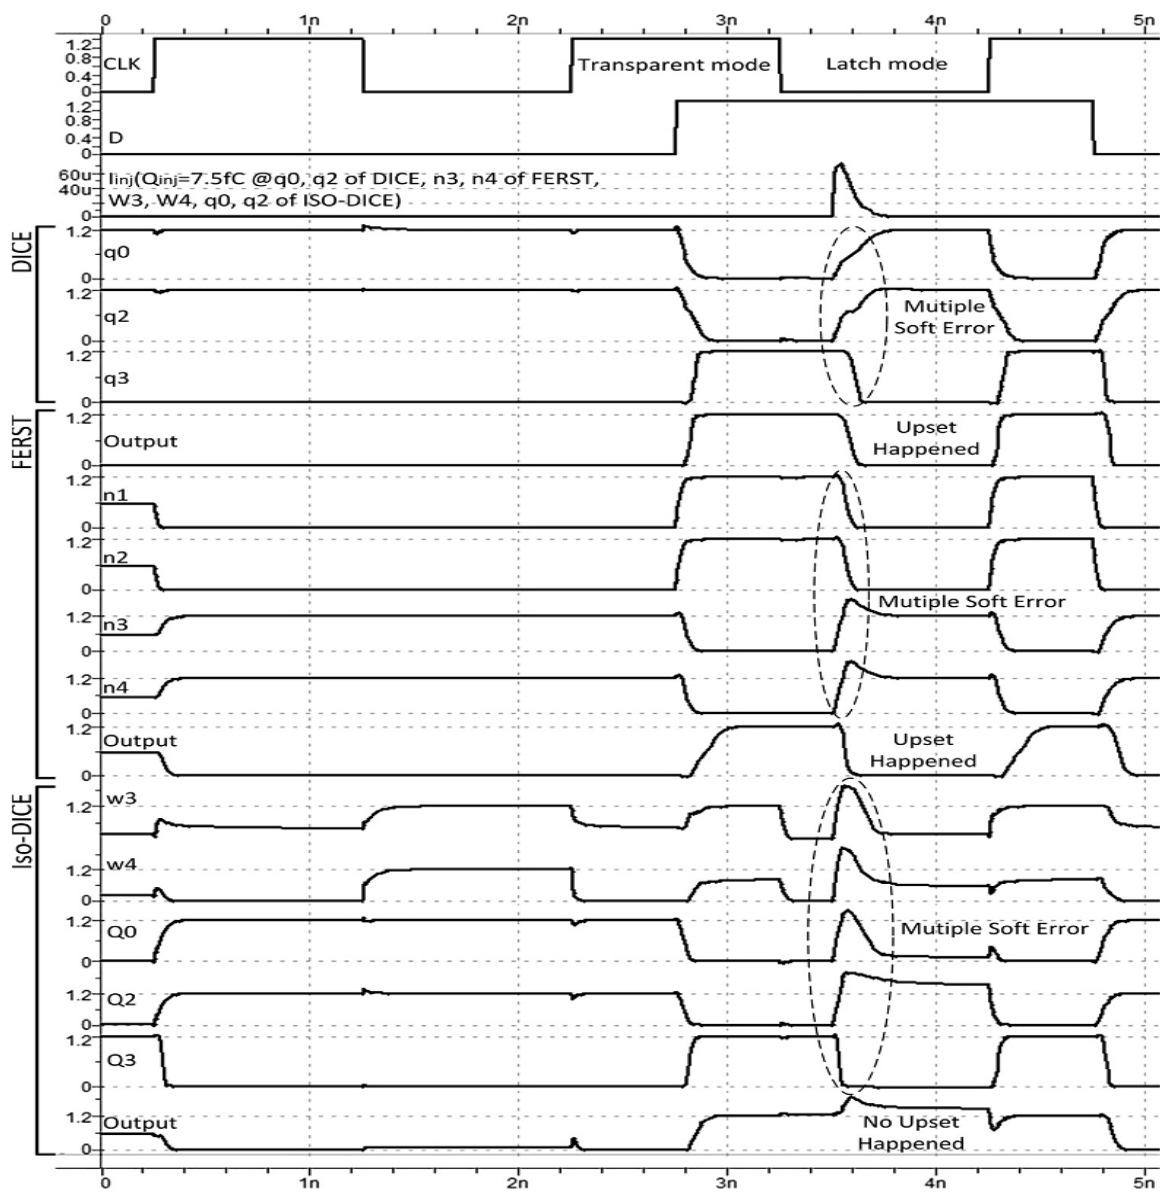 0 1n 2n 3n 4n 5n
1.2
0.8
0.4
0
CLK
Transparent mode
Latch mode
1.2
0.8
0.4
0
D
60u
40u
0
Iinj(Qinj=7.5fC @q0, q2 of DICE, n3, n4 of FERST,
W3, W4, q0, q2 of ISO-DICE)
DICE
1.2
0
q0
1.2
0
q2
Mutiple
Soft Error
1.2
0
q3
FERST
1.2
0
Output
Upset
Happened
1.2
0
n1
1.2
0
n2
Mutiple Soft Error
1.2
0
n3
1.2
0
n4
1.2
0
Output
Upset
Happened
Iso-DICE
1.2
w3
1.2
0
w4
1.2
0
Q0
Mutiple Soft Error
1.2
0
Q2
1.2
0
Q3
1.2
0
Output
No Upset
Happened
0 1n 2n 3n 4n 5n